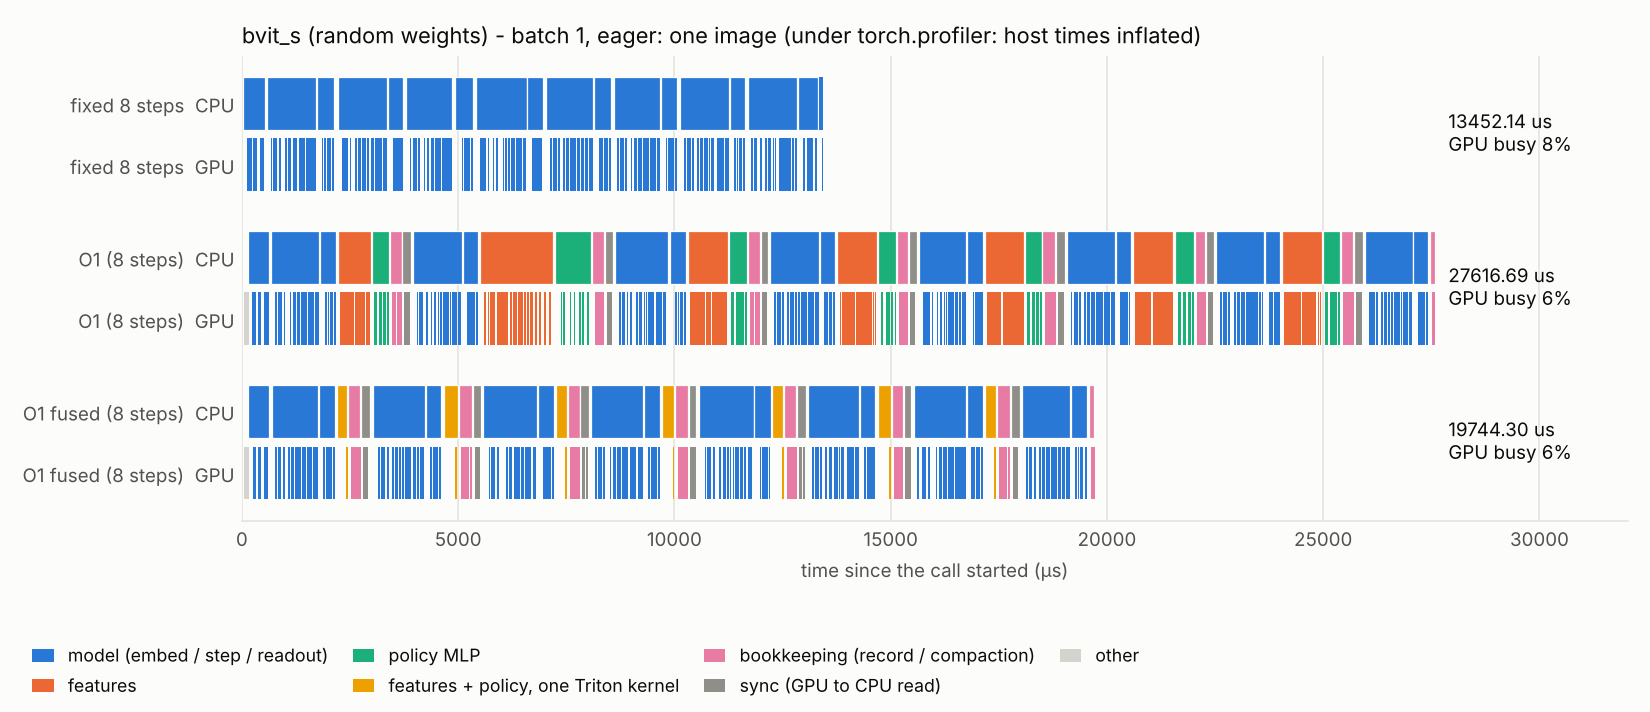 bvit_s (random weights) - batch 1, eager: one image (under torch.profiler: host times inflated)
fixed 8 steps CPU
fixed 8 steps GPU
13452.14 us
GPU busy 8%
O1 (8 steps) CPU
O1 (8 steps) GPU
27616.69 us
GPU busy 6%
O1 fused (8 steps) CPU
O1 fused (8 steps) GPU
19744.30 us
GPU busy 6%
0 5000 10000 15000 20000 25000 30000
time since the call started (µs)
model (embed / step / readout) policy MLP bookkeeping (record / compaction) other
features features + policy, one Triton kernel sync (GPU to CPU read)